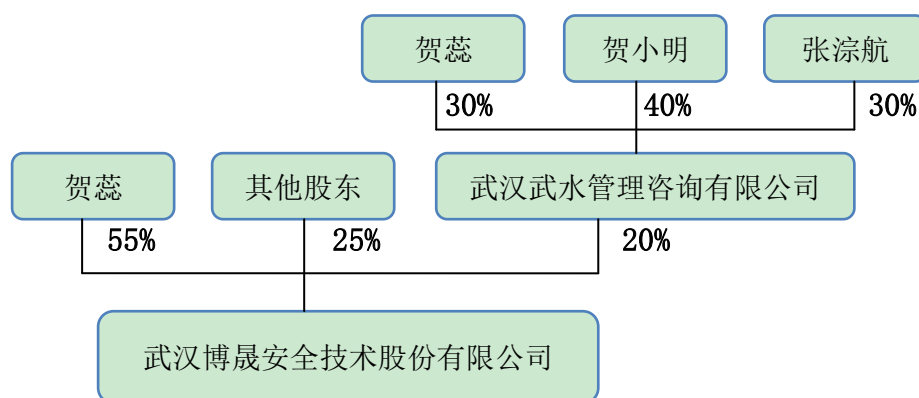 贺蕊
贺小明
张淙航
30%
40%
30%
贺蕊
其他股东
武汉武水管理咨询有限公司
55%
25%
20%
武汉博晟安全技术股份有限公司